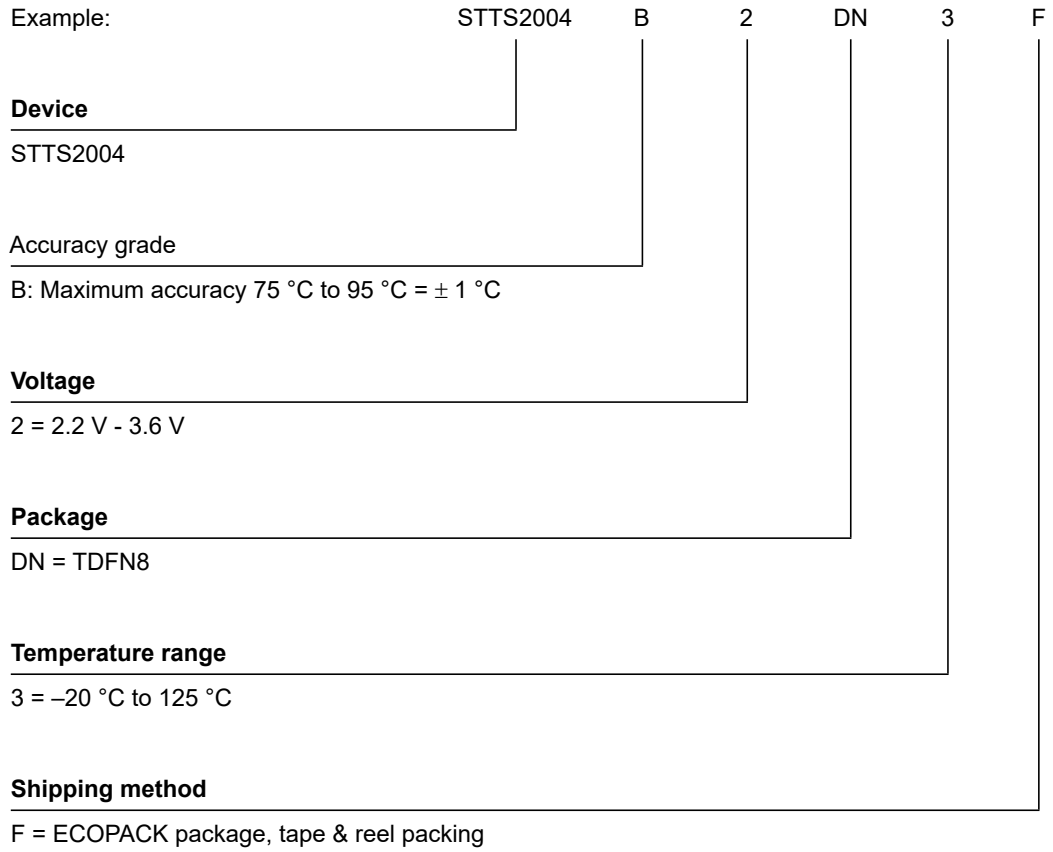 Example: STTS2004 B 2 DN 3 F
Device
STTS2004
Accuracy grade
B: Maximum accuracy 75 °C to 95 °C = ± 1 °C
Voltage
2 = 2.2 V - 3.6 V
Package
DN = TDFN8
Temperature range
3 = –20 °C to 125 °C
Shipping method
F = ECOPACK package, tape & reel packing